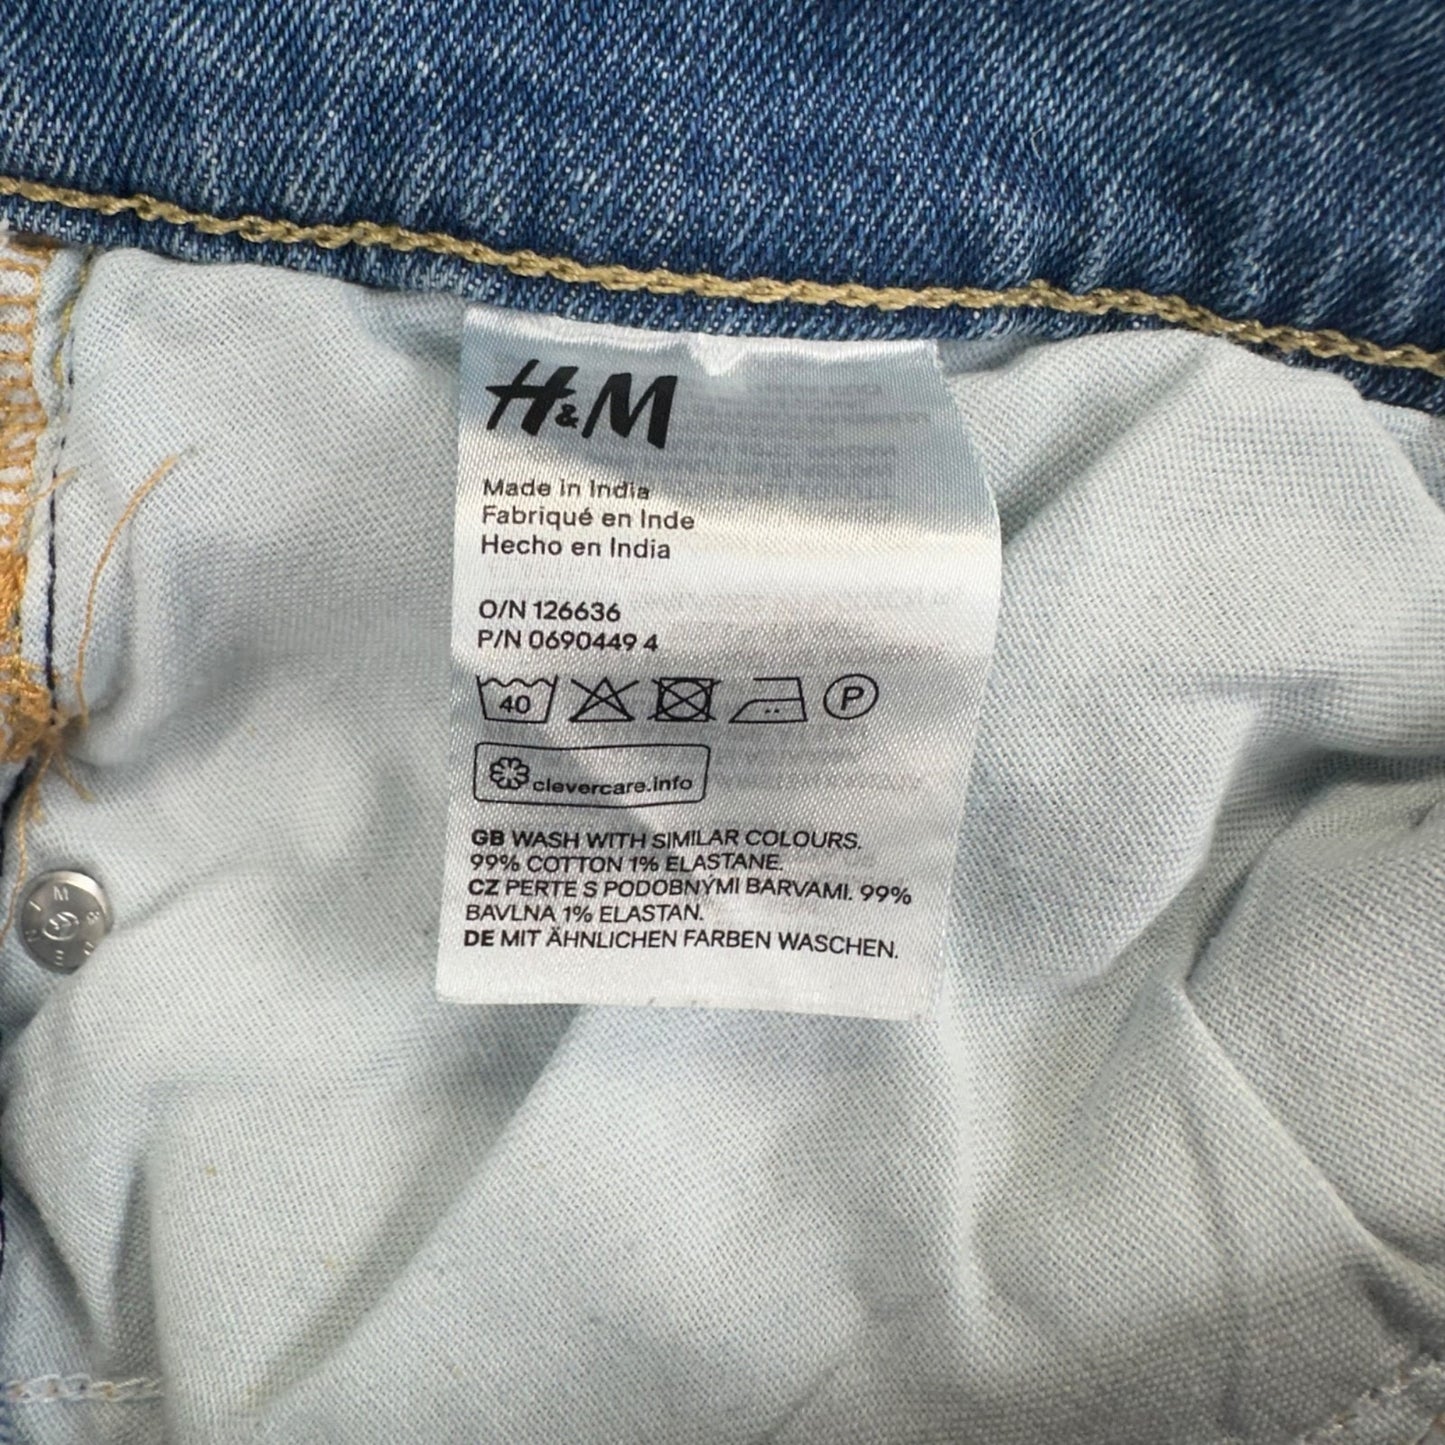 H&M
Made in India
Fabriqué en Inde
Hecho en India
O/N 126636
P/N 0690449 4
40 P
clevercare.info
GB WASH WITH SIMILAR COLOURS.
99% COTTON 1% ELASTANE.
CZ PERTE S PODOBNÝMI BARVAMI. 99%
BAVLNA 1% ELASTAN.
DE MIT ÄHNLICHEN FARBEN WASCHEN.